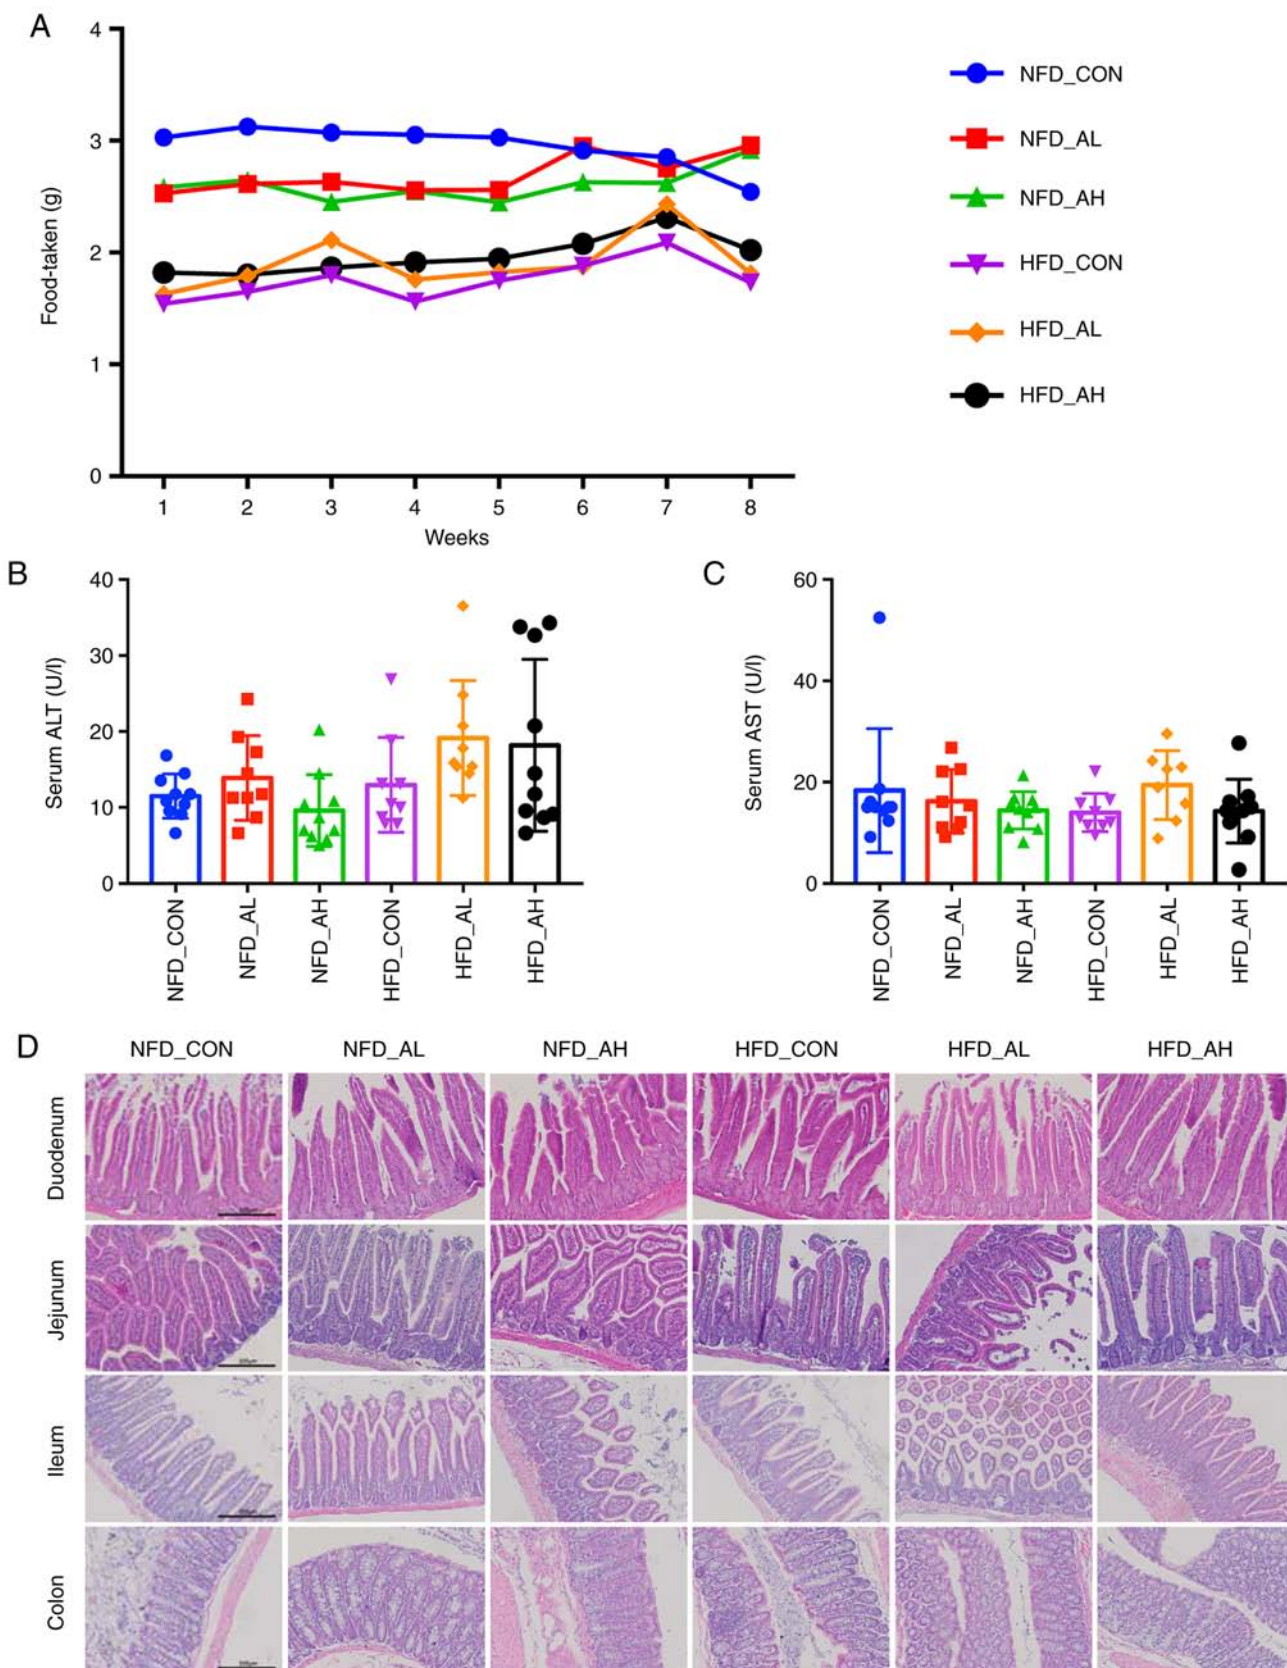 A
4
3
2
1
0
Food-taken (g)
1 2 3 4 5 6 7 8
Weeks
NFD_CON
NFD_AL
NFD_AH
HFD_CON
HFD_AL
HFD_AH
B
40
30
20
10
0
Serum ALT (U/l)
NFD_CON
NFD_AL
NFD_AH
HFD_CON
HFD_AL
HFD_AH
C
60
40
20
0
Serum AST (U/l)
NFD_CON
NFD_AL
NFD_AH
HFD_CON
HFD_AL
HFD_AH
D
NFD_CON NFD_AL NFD_AH HFD_CON HFD_AL HFD_AH
Duodenum
Jejunum
Ileum
Colon